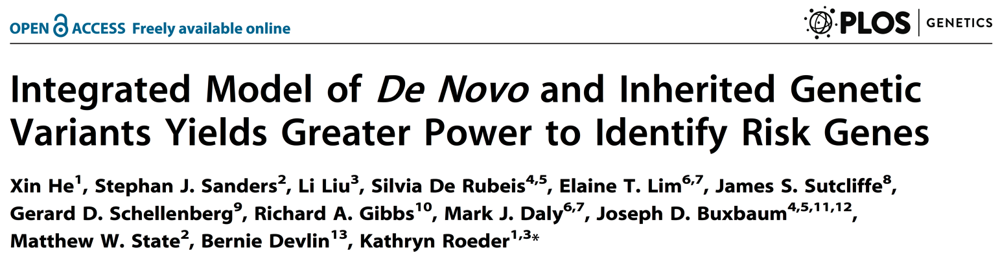 OPEN ACCESS Freely available online
PLOS | GENETICS
Integrated Model of De Novo and Inherited Genetic
Variants Yields Greater Power to Identify Risk Genes
Xin He1, Stephan J. Sanders2, Li Liu3, Silvia De Rubeis4,5, Elaine T. Lim6,7, James S. Sutcliffe8,
Gerard D. Schellenberg9, Richard A. Gibbs10, Mark J. Daly6,7, Joseph D. Buxbaum4,5,11,12,
Matthew W. State2, Bernie Devlin13, Kathryn Roeder1,3*